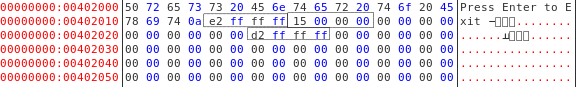 00000000:00402000 50 72 65 73 73 20 45 6e 74 65 72 20 74 6f 20 45 Press Enter to E
00000000:00402010 78 69 74 0a e2 ff ff ff 15 00 00 00 00 00 00 00 xit □□□........
00000000:00402020 00 00 00 00 00 00 d2 ff ff ff 00 00 00 00 00 00 ......□□□......
00000000:00402030 00 00 00 00 00 00 00 00 00 00 00 00 00 00 00 00 ................
00000000:00402040 00 00 00 00 00 00 00 00 00 00 00 00 00 00 00 00 ................
00000000:00402050 00 00 00 00 00 00 00 00 00 00 00 00 00 00 00 00 ................